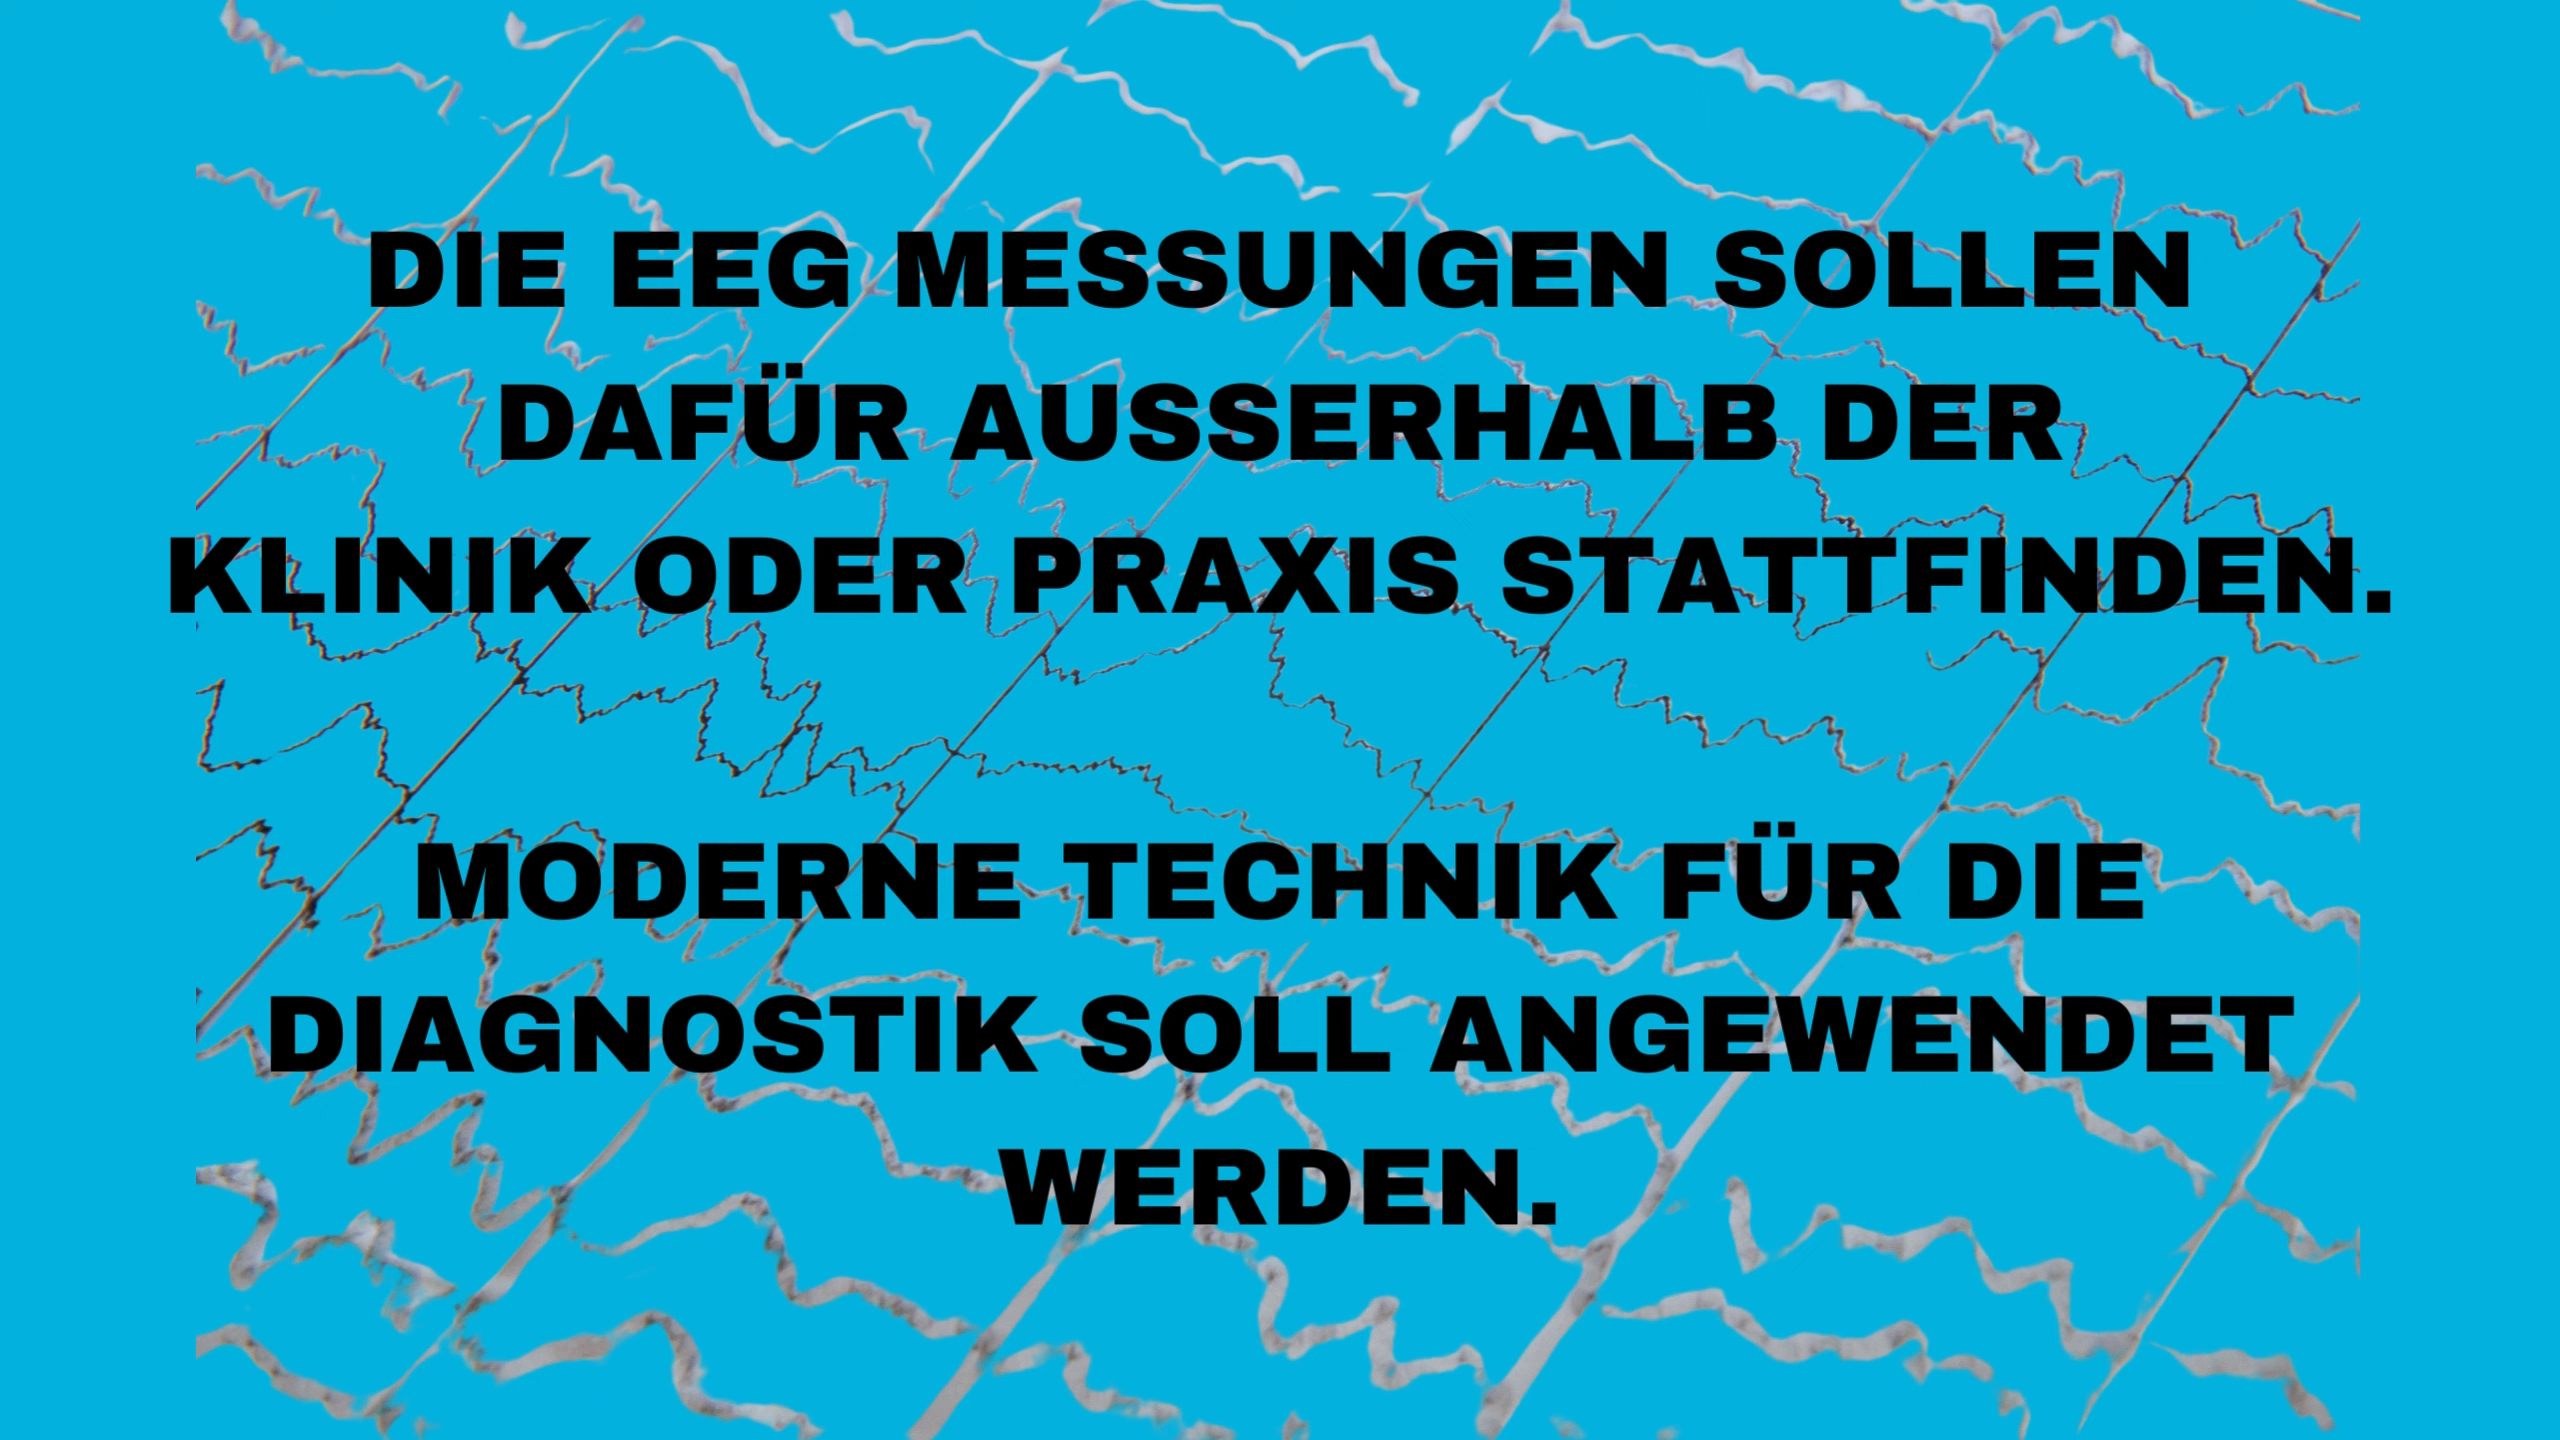 DIE EEG MESSUNGEN SOLLEN
DAFÜR AUSSERHALB DER
KLINIK ODER PRAXIS STATTFINDEN.
MODERNE TECHNIK FÜR DIE
DIAGNOSTIK SOLL ANGEWENDET
WERDEN.